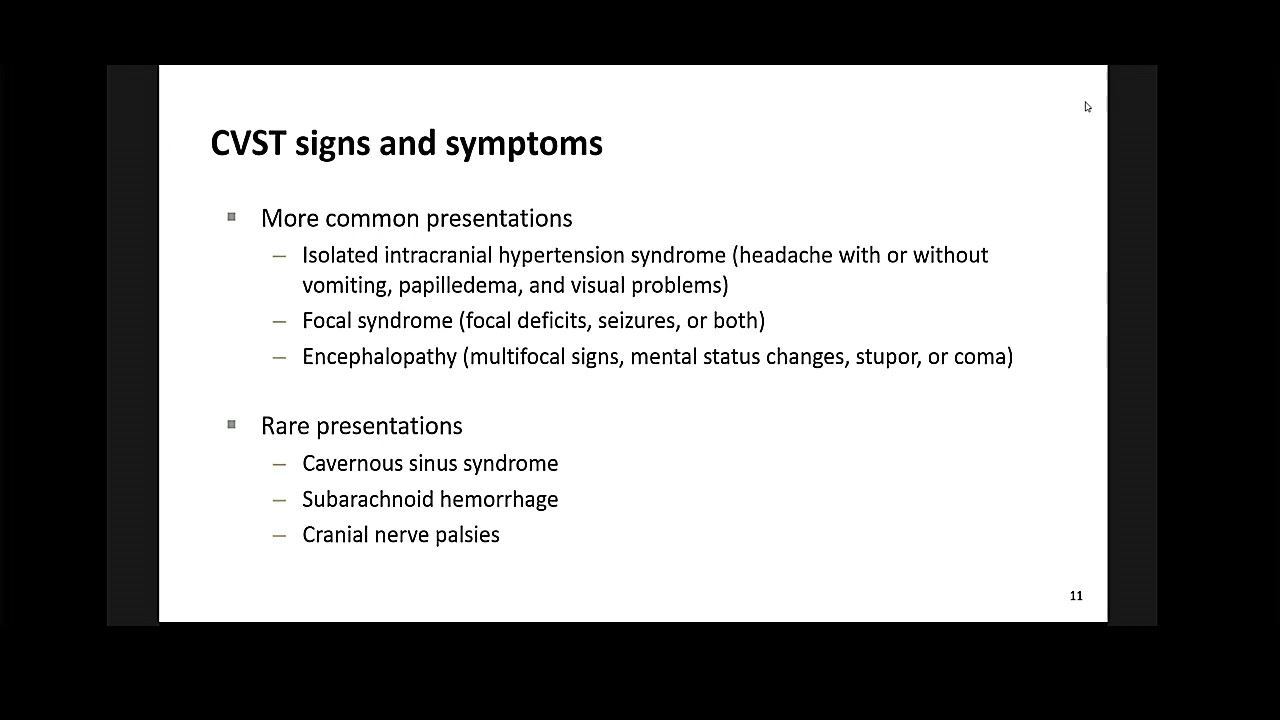 CVST signs and symptoms
▪ More common presentations
– Isolated intracranial hypertension syndrome (headache with or without
vomiting, papilledema, and visual problems)
– Focal syndrome (focal deficits, seizures, or both)
– Encephalopathy (multifocal signs, mental status changes, stupor, or coma)
▪ Rare presentations
– Cavernous sinus syndrome
– Subarachnoid hemorrhage
– Cranial nerve palsies
11